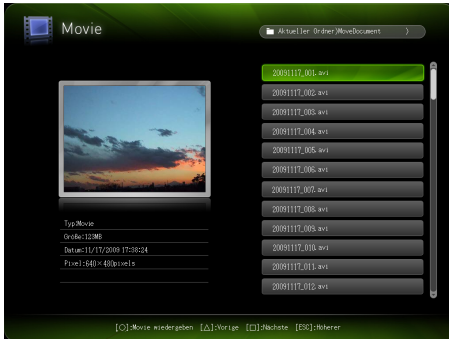 Movie
Aktueller Ordner)MoveDocument 〉
20091117_001.avi
20091117_002.avi
20091117_003.avi
20091117_004.avi
20091117_005.avi
20091117_006.avi
20091117_007.avi
20091117_008.avi
20091117_009.avi
20091117_010.avi
20091117_011.avi
20091117_012.avi
Typ:Movie
Größe:123MB
Datum:11/17/2009 17:38:24
Pixel:640×480pixels
[○]:Movie wiedergeben [△]:Vorige [□]:Nächste [ESC]:Höherer